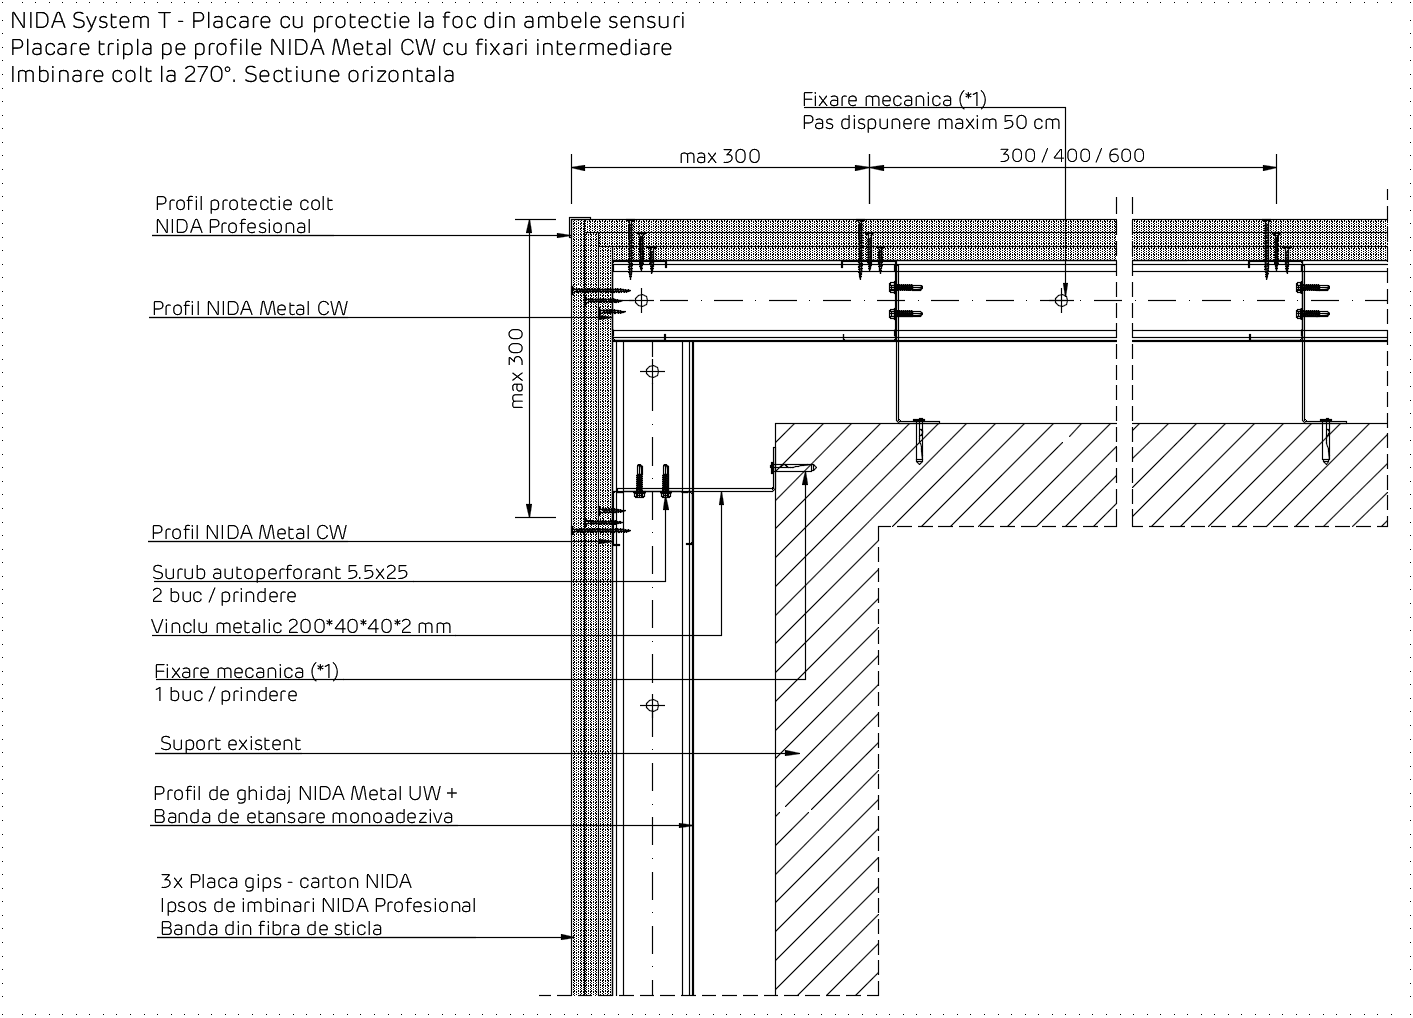 NIDA System T - Placare cu protectie la foc din ambele sensuri
Placare tripla pe profile NIDA Metal CW cu fixari intermediare
Imbinare colt la 270°. Sectiune orizontala
Fixare mecanica (*1)
Pas dispunere maxim 50 cm
max 300
300 / 400 / 600
Profil protectie colt
NIDA Profesional
Profil NIDA Metal CW
max 300
Profil NIDA Metal CW
Surub autoperforant 5.5x25
2 buc / prindere
Vinclu metalic 200*40*40*2 mm
Fixare mecanica (*1)
1 buc / prindere
Suport existent
Profil de ghidaj NIDA Metal UW +
Banda de etansare monoadeziva
3x Placa gips - carton NIDA
Ipsos de imbinari NIDA Profesional
Banda din fibra de sticla